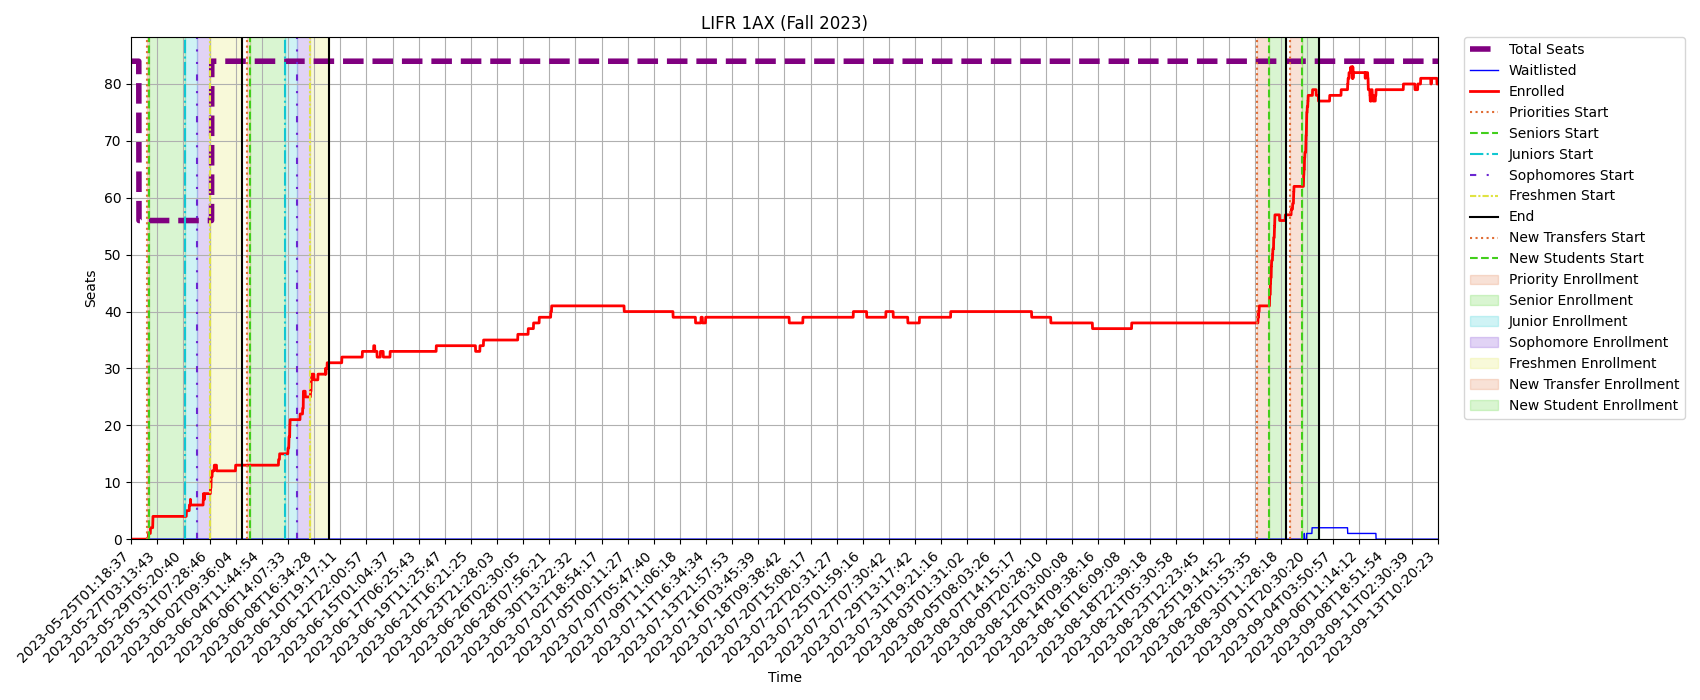 LIFR 1AX (Fall 2023)
Seats
80
70
60
50
40
30
20
10
0
2023-05-25T01:18:37
2023-05-27T03:13:43
2023-05-29T05:20:40
2023-05-31T07:28:46
2023-06-02T09:36:04
2023-06-04T11:44:54
2023-06-06T14:07:33
2023-06-08T16:34:28
2023-06-10T19:17:11
2023-06-12T22:00:57
2023-06-15T01:04:37
2023-06-17T06:25:43
2023-06-19T11:25:47
2023-06-21T16:21:25
2023-06-23T21:28:03
2023-06-26T02:30:05
2023-06-28T07:56:21
2023-06-30T13:22:32
2023-07-02T18:54:17
2023-07-05T00:11:27
2023-07-07T05:47:40
2023-07-09T11:06:18
2023-07-11T16:34:34
2023-07-13T21:57:53
2023-07-16T03:45:39
2023-07-18T09:38:42
2023-07-20T15:08:17
2023-07-22T20:31:27
2023-07-25T01:59:16
2023-07-27T07:30:42
2023-07-29T13:17:42
2023-07-31T19:21:16
2023-08-03T01:31:02
2023-08-05T08:03:26
2023-08-07T14:15:17
2023-08-09T20:28:10
2023-08-12T03:00:08
2023-08-14T09:38:16
2023-08-16T16:09:08
2023-08-18T22:39:18
2023-08-21T05:30:58
2023-08-23T12:23:45
2023-08-25T19:14:52
2023-08-28T01:53:35
2023-08-30T11:28:18
2023-09-01T20:30:20
2023-09-04T03:50:57
2023-09-06T11:14:12
2023-09-08T18:51:54
2023-09-11T02:30:39
2023-09-13T10:20:23
Time
Total Seats
Waitlisted
Enrolled
Priorities Start
Seniors Start
Juniors Start
Sophomores Start
Freshmen Start
End
New Transfers Start
New Students Start
Priority Enrollment
Senior Enrollment
Junior Enrollment
Sophomore Enrollment
Freshmen Enrollment
New Transfer Enrollment
New Student Enrollment